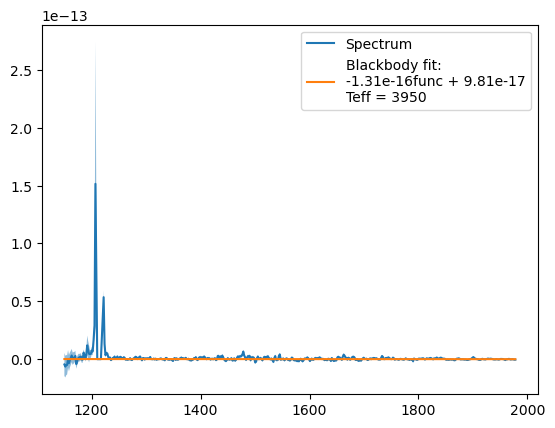 1e−13
2.5
2.0
1.5
1.0
0.5
0.0
1200
1400
1600
1800
2000
Spectrum
Blackbody fit:
-1.31e-16func + 9.81e-17
Teff = 3950